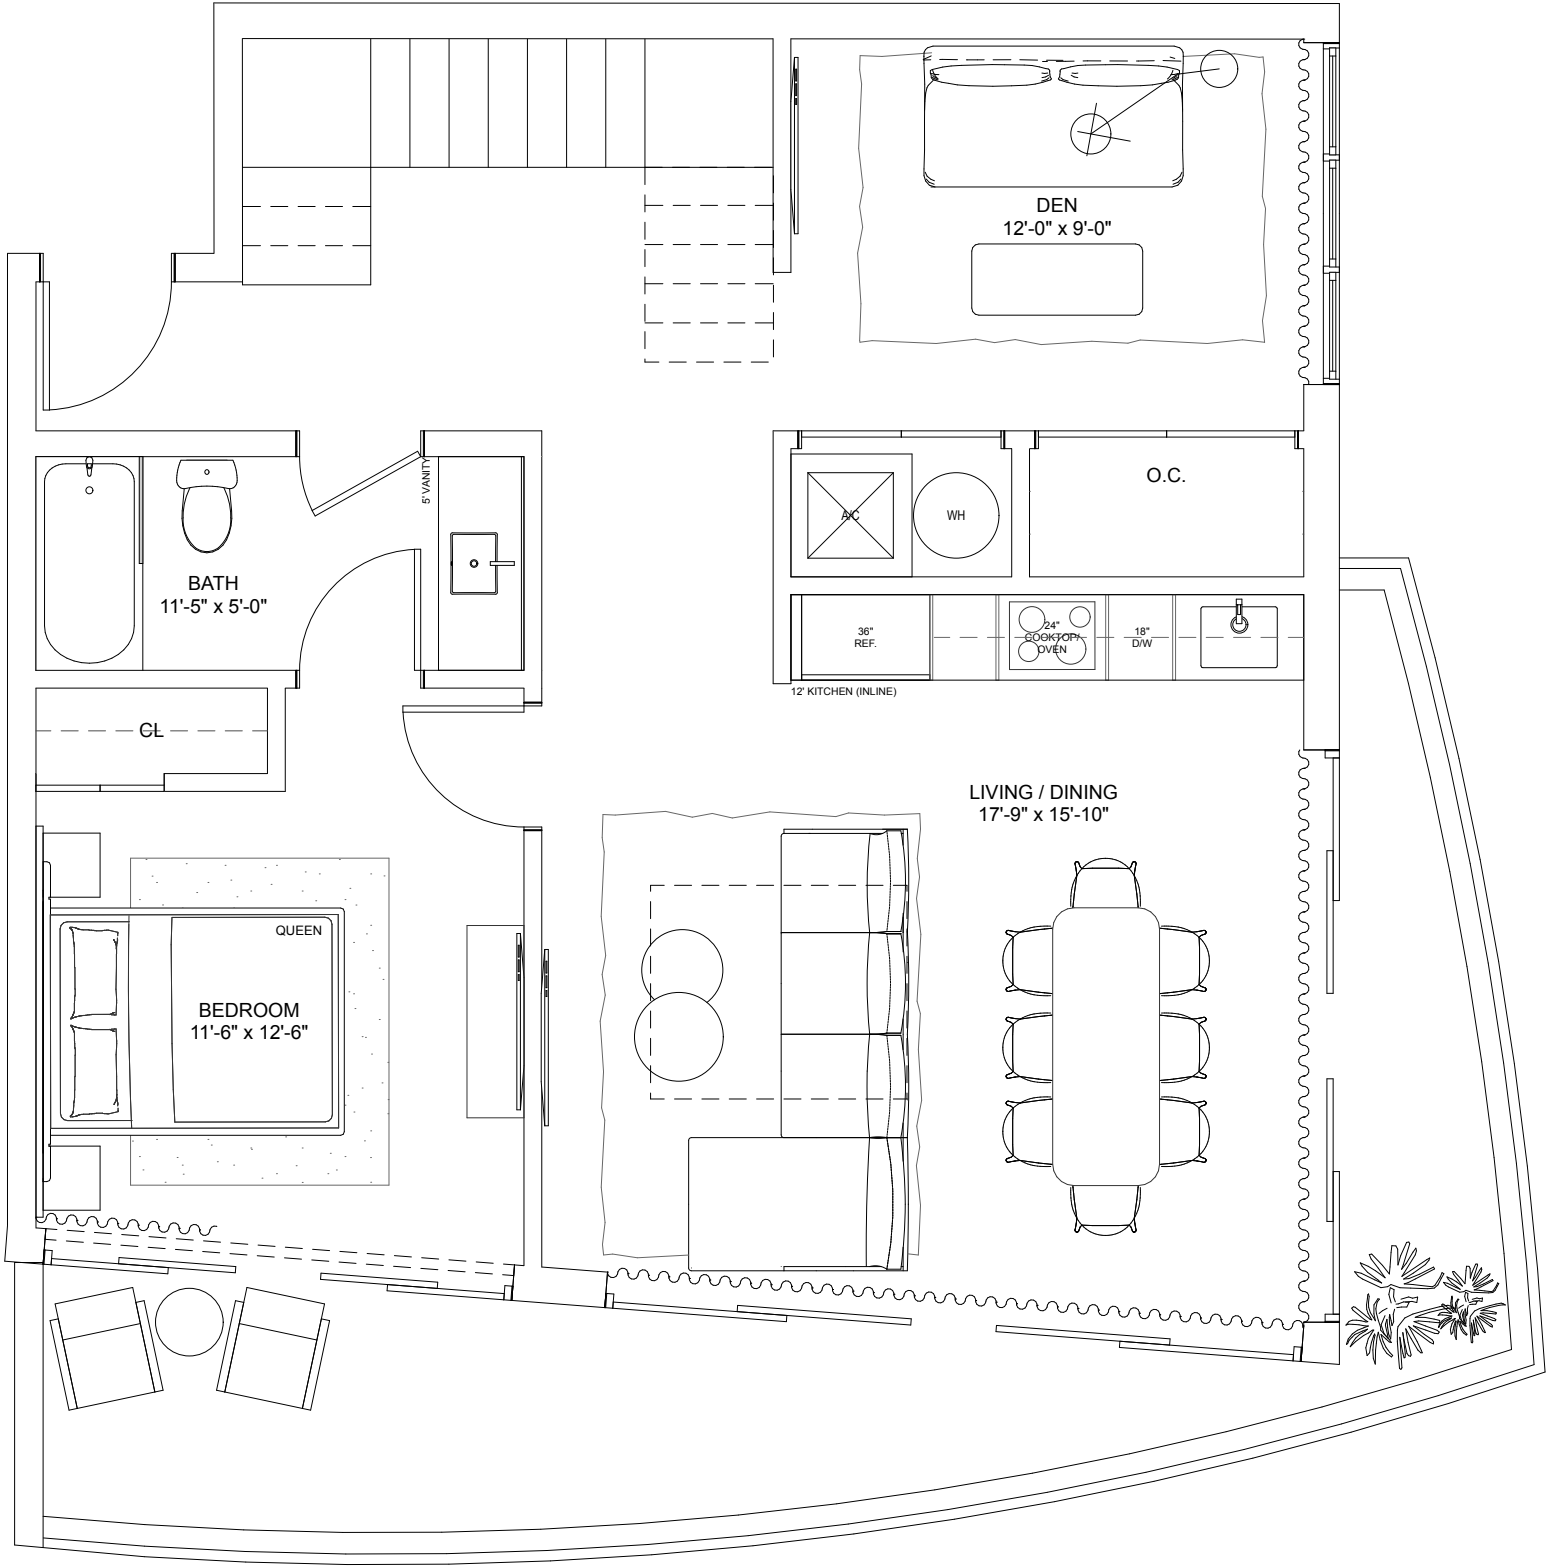 DEN
12'-0" x 9'-0"
5' VANITY
O.C.
A/C
WH
BATH
11'-5" x 5'-0"
36"
REF.
24"
COOKTOP/
OVEN
18"
D/W
12' KITCHEN (INLINE)
CL
LIVING / DINING
17'-9" x 15'-10"
QUEEN
BEDROOM
11'-6" x 12'-6"